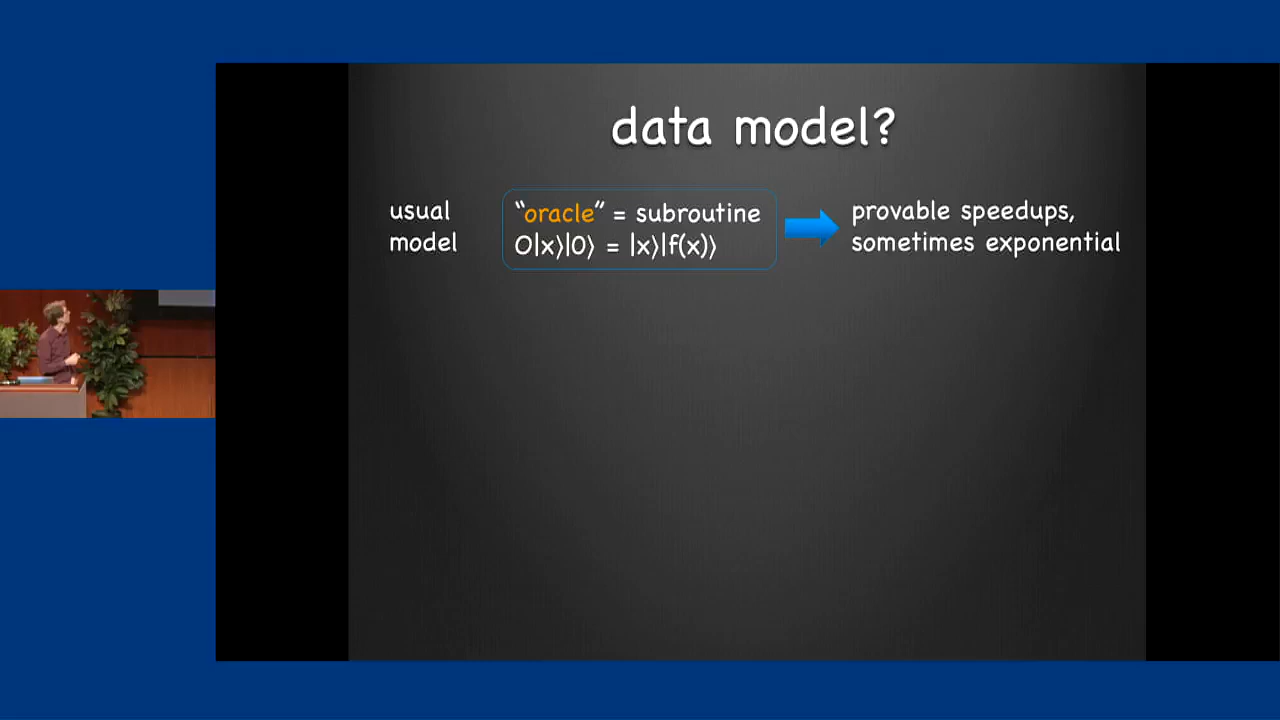 data model?
usual
model
“oracle” = subroutine
O|x⟩|0⟩ = |x⟩|f(x)⟩
provable speedups,
sometimes exponential